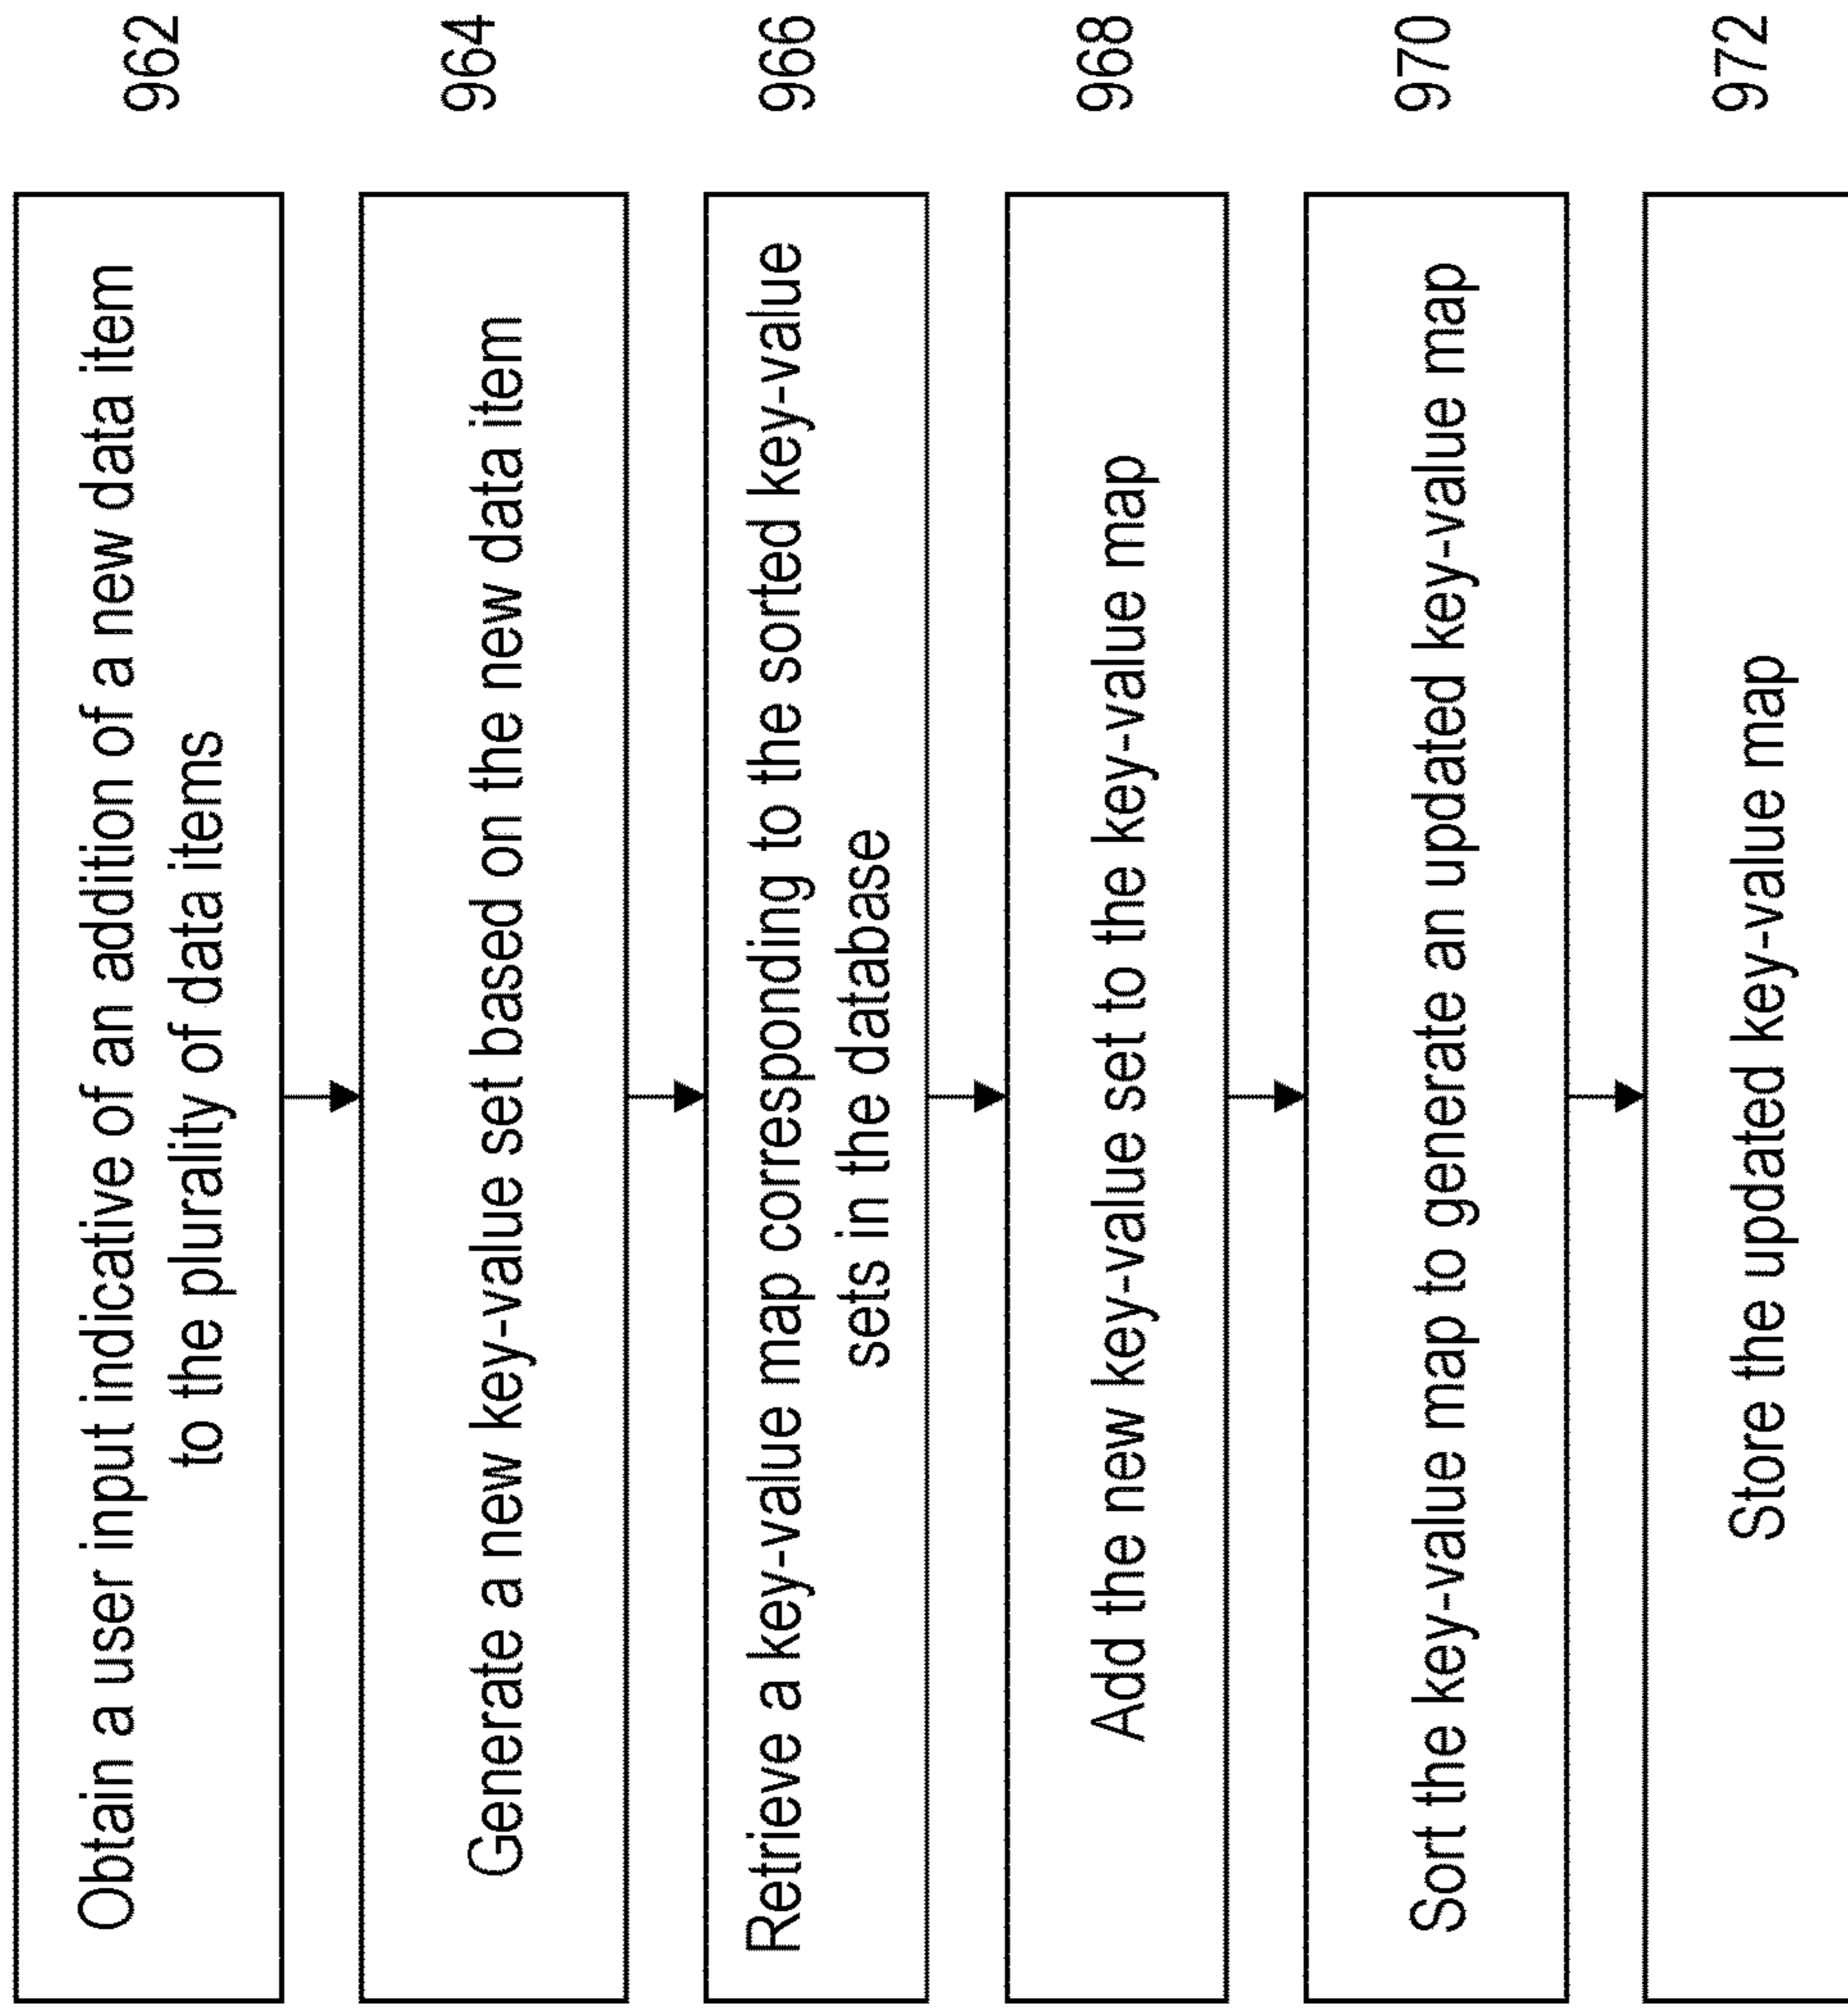 Obtain a user input indicative of an addition of a new data item
to the plurality of data items
962
Generate a new key-value set based on the new data item
964
Retrieve a key-value map corresponding to the sorted key-value
sets in the database
966
Add the new key-value set to the key-value map
968
Sort the key-value map to generate an updated key-value map
970
Store the updated key-value map
972